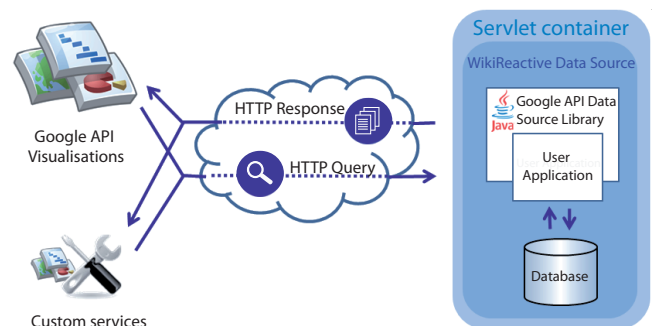 Servlet container
WikiReactive Data Source
Google API Data
Source Library
Java
User
Application
Database
HTTP Response
HTTP Query
Google API
Visualisations
Custom services